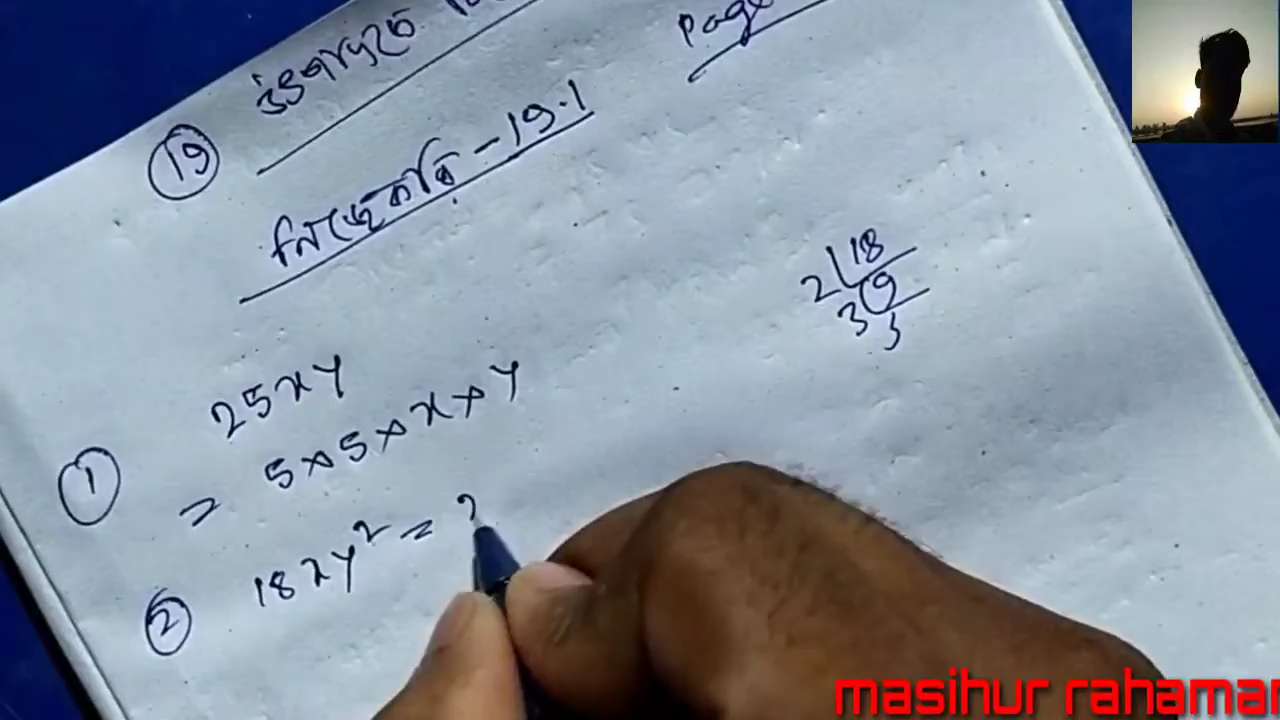 19 উৎপাদকে
Page
নিজে করি - 19.1
2 | 18
3 9
3
1 25xy
= 5×5×x×y
2 18xy² = 2
masihur rahaman